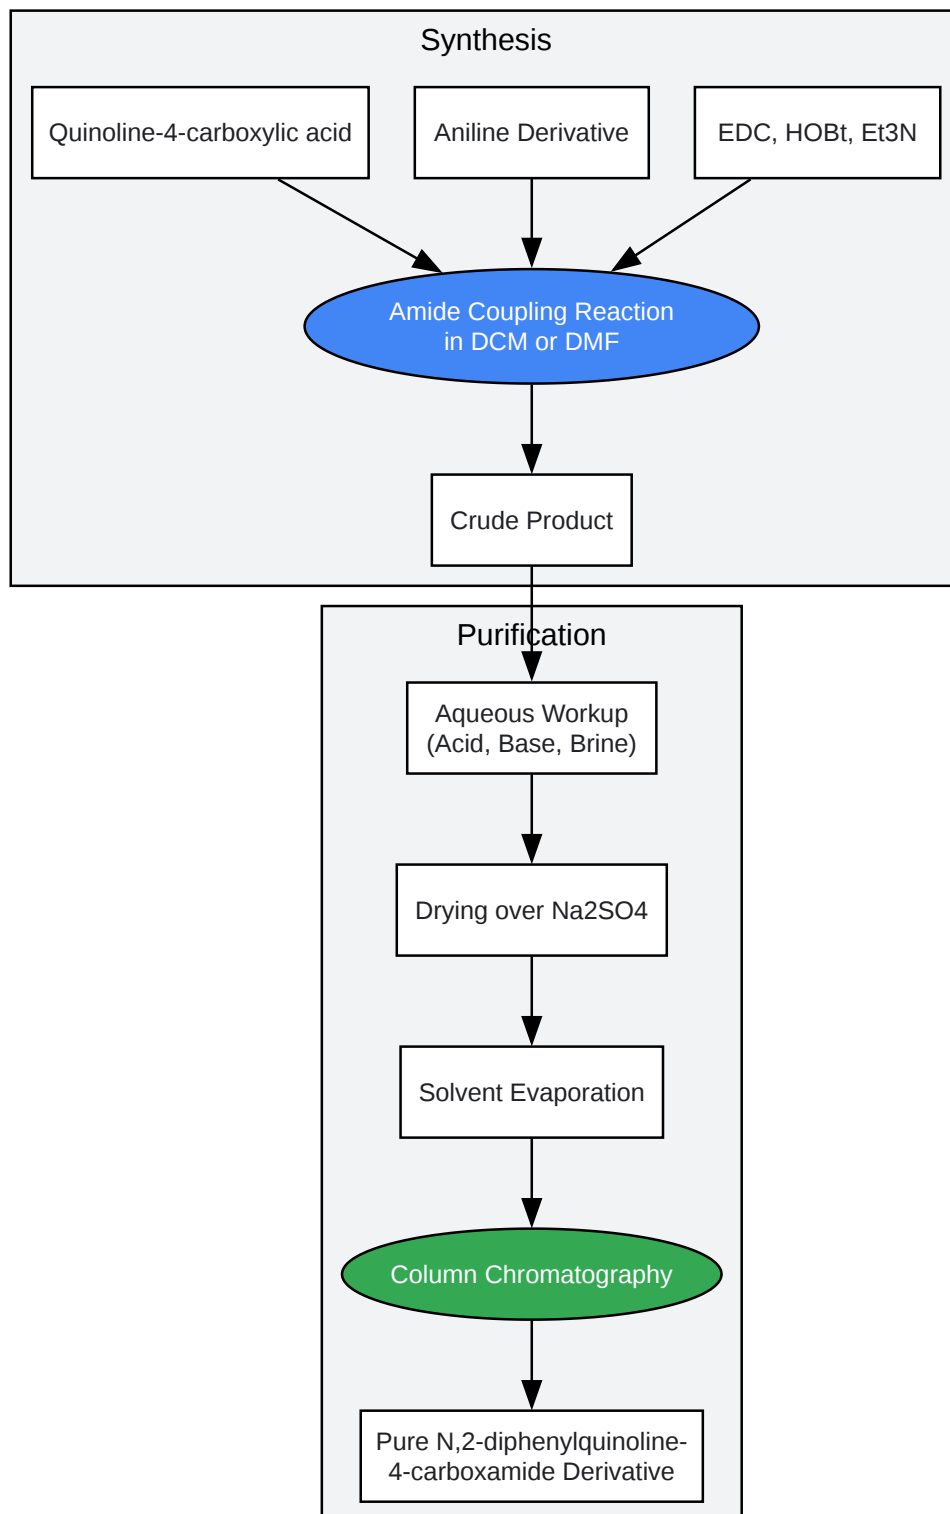 Synthesis
Quinoline-4-carboxylic acid
Aniline Derivative
EDC, HOBt, Et3N
Amide Coupling Reaction
in DCM or DMF
Crude Product
Purification
Aqueous Workup
(Acid, Base, Brine)
Drying over Na2SO4
Solvent Evaporation
Column Chromatography
Pure N,2-diphenylquinoline-
4-carboxamide Derivative